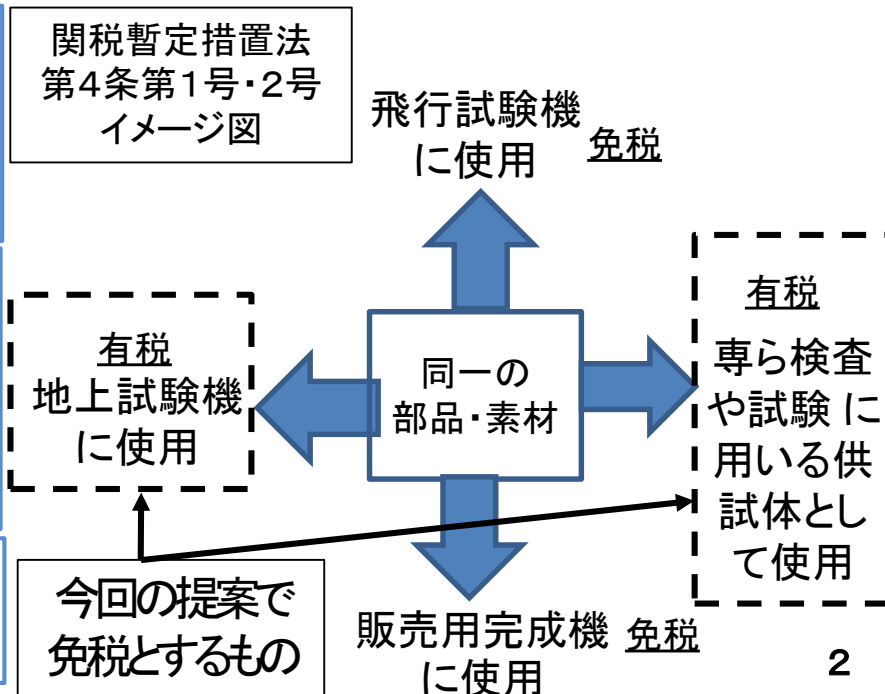 関税暫定措置法
第4条第1号・2号
イメージ図
飛行試験機
に使用
免税
有税
地上試験機
に使用
同一の
部品・素材
有税
専ら検査
や試験 に
用いる供
試体とし
て使用
今回の提案で
免税とするもの
販売用完成機
に使用
免税
2